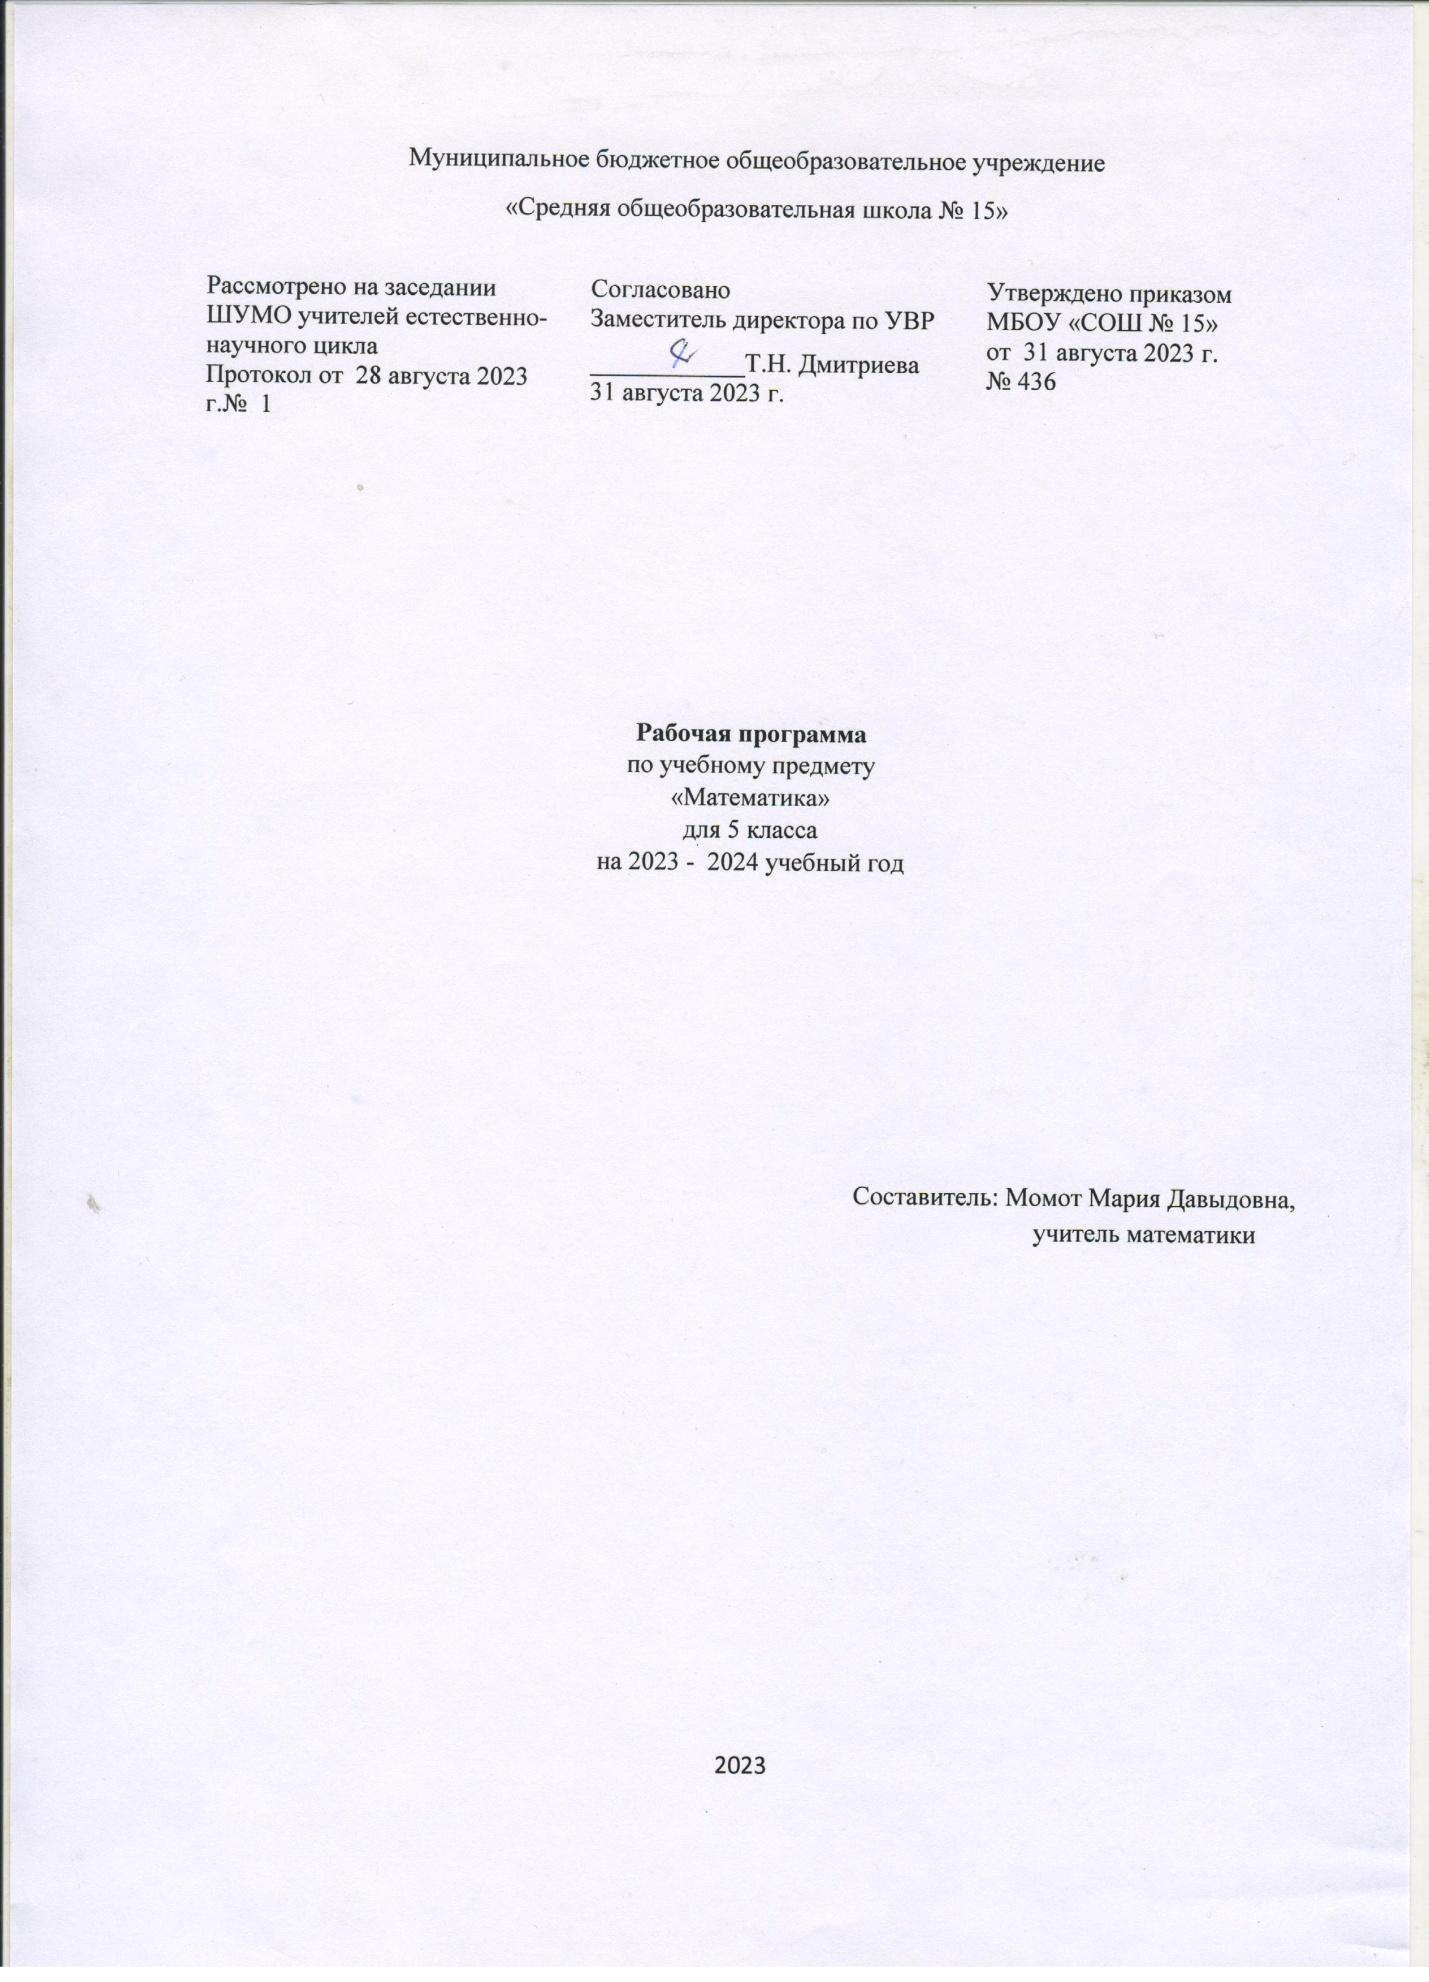 Муниципальное бюджетное общеобразовательное учреждение
«Средняя общеобразовательная школа № 15»
Рассмотрено на заседании
ШУМО учителей естественно-
научного цикла
Протокол от 28 августа 2023
г.№ 1
Согласовано
Заместитель директора по УВР
____________Т.Н. Дмитриева
31 августа 2023 г.
Утверждено приказом
МБОУ «СОШ № 15»
от 31 августа 2023 г.
№ 436
Рабочая программа
по учебному предмету
«Математика»
для 5 класса
на 2023 - 2024 учебный год
Составитель: Момот Мария Давыдовна,
учитель математики
2023